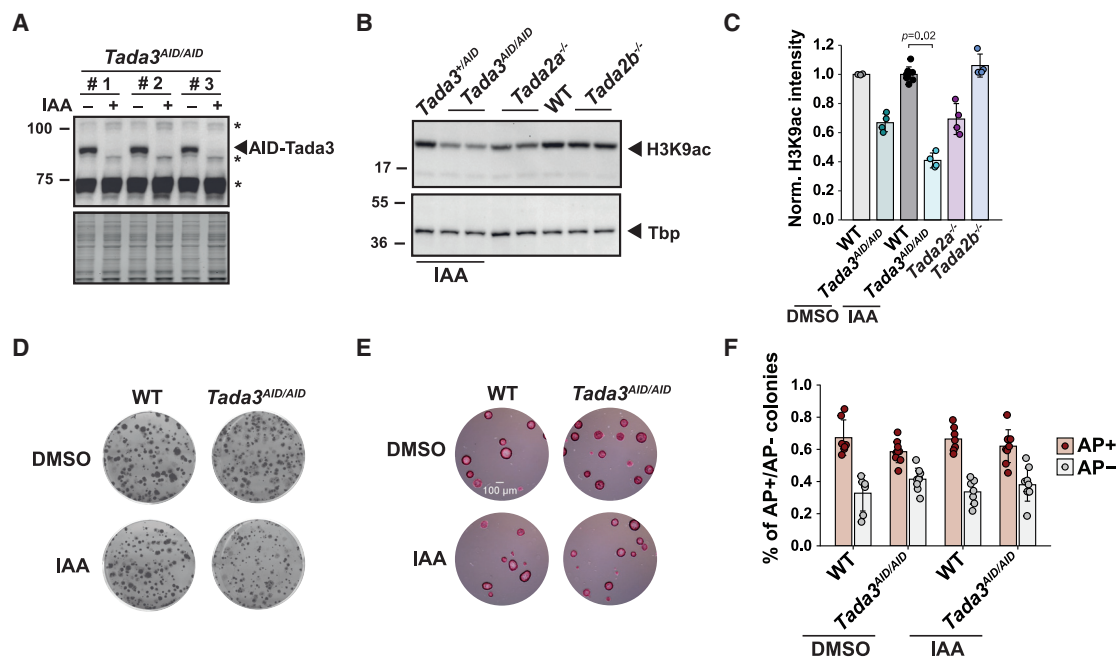 A
Tada3AID/AID
# 1 # 2 # 3
IAA – + – + – +
100
*
AID-Tada3
*
75
*
B
Tada3+/AID Tada3AID/AID Tada2a-/- WT Tada2b-/-
H3K9ac
17
55
Tbp
36
IAA
C
Norm. H3K9ac intensity
p=0.02
1.2
1.0
0.8
0.6
0.4
0.2
0.0
WT Tada3AID/AID WT Tada3AID/AID Tada2a-/- Tada2b-/-
DMSO IAA
D
WT Tada3AID/AID
DMSO
IAA
E
WT Tada3AID/AID
DMSO
100 µm
IAA
F
% of AP+/AP- colonies
1.0
0.8
0.6
0.4
0.2
0.0
AP+
AP–
WT Tada3AID/AID WT Tada3AID/AID
DMSO IAA